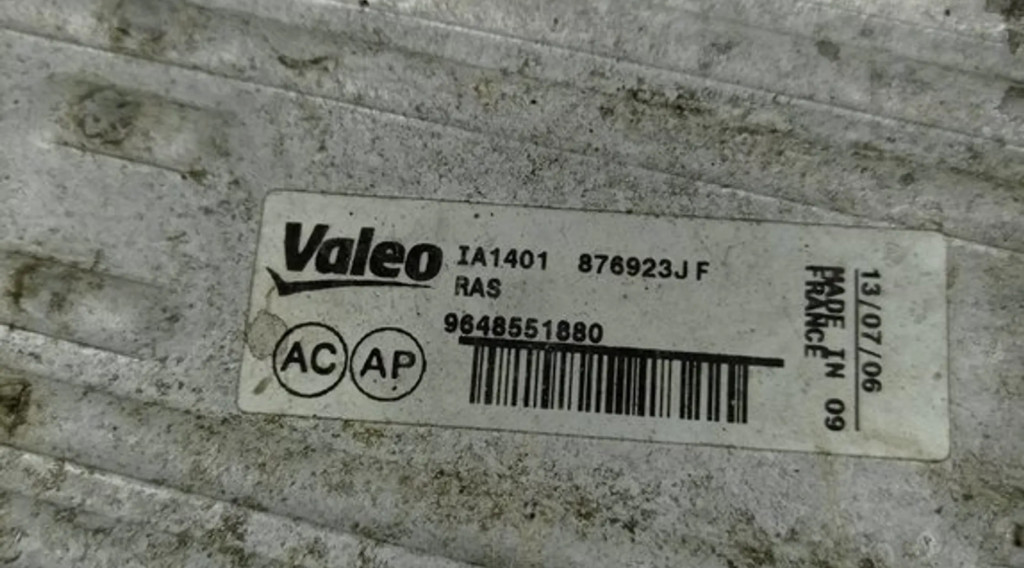 Valeo
IA1401 876923J F
RAS
9648551880
AC AP
13/07/06
MADE IN 09
FRANCE